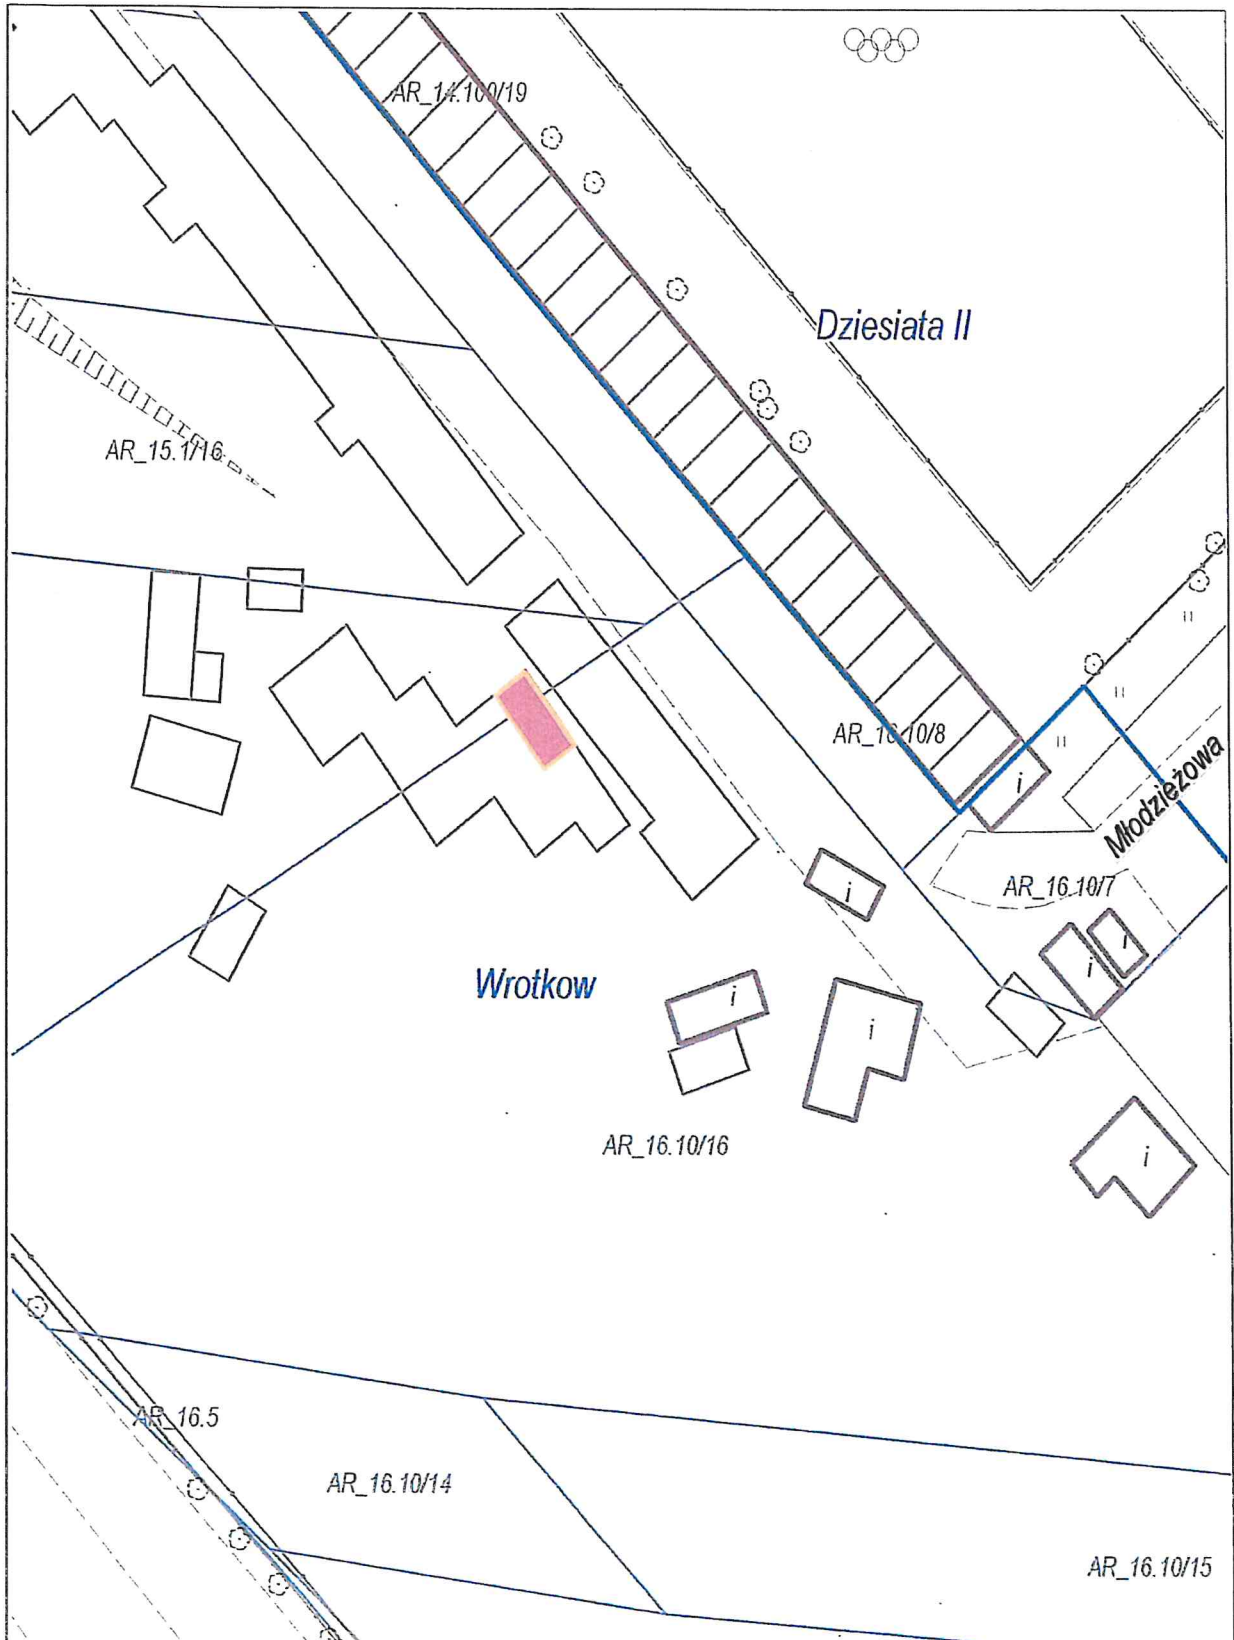 AR_14.100/19
Dziesiata II
AR_15.1/16
AR_16.10/8
i
Młodzieżowa
i
AR_16.10/7
i
i
Wrotkow
i
i
AR_16.10/16
i
AR_16.5
AR_16.10/14
AR_16.10/15